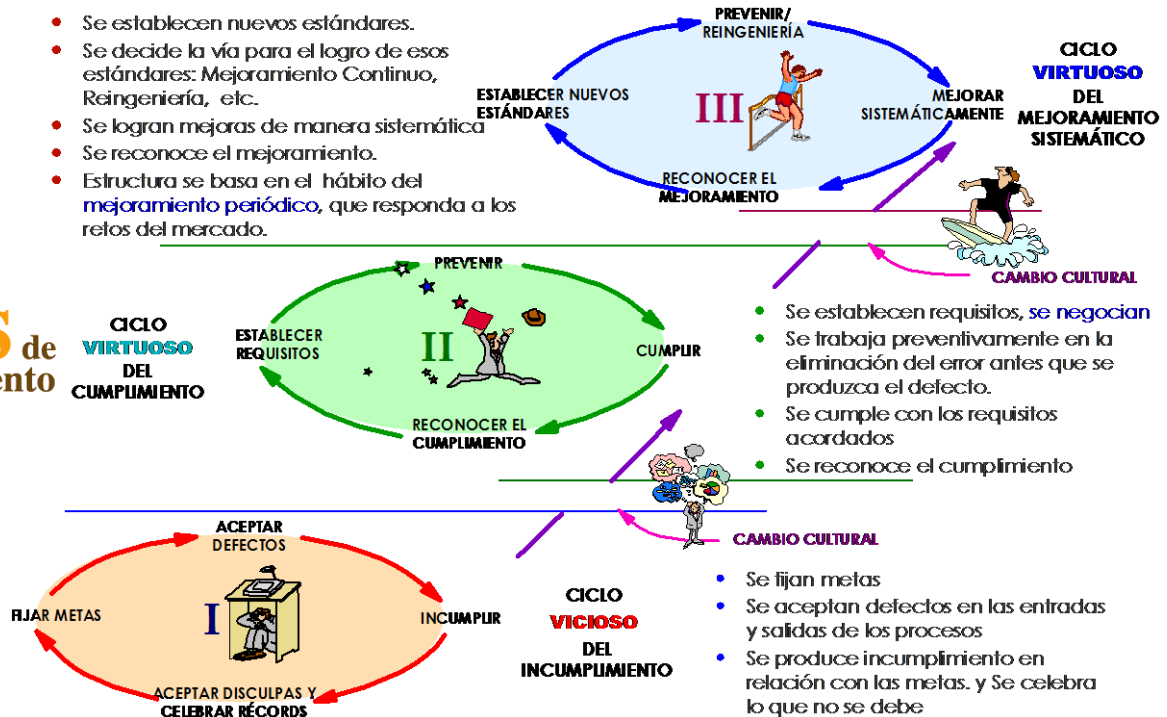 Se establecen nuevos estándares.
Se decide la vía para el logro de esos
estándares: Mejoramiento Continuo,
Reingeniería, etc.
Se logran mejoras de manera sistemática
Se reconoce el mejoramiento.
Estructura se basa en el hábito del
mejoramiento periódico, que responda a los
retos del mercado.
PREVENIR/
REINGENIERÍA
ESTABLECER NUEVOS
ESTÁNDARES
III
MEJORAR
SISTEMÁTICAMENTE
RECONOCER EL
MEJORAMIENTO
CICLO
VIRTUOSO
DEL
MEJORAMIENTO
SISTEMÁTICO
CAMBIO CULTURAL
S de
ento
CICLO
VIRTUOSO
DEL
CUMPLIMIENTO
PREVENIR
ESTABLECER
REQUISITOS
II
CUMPLIR
RECONOCER EL
CUMPLIMIENTO
Se establecen requisitos, se negocian
Se trabaja preventivamente en la
eliminación del error antes que se
produzca el defecto.
Se cumple con los requisitos
acordados
Se reconoce el cumplimiento
CAMBIO CULTURAL
ACEPTAR
DEFECTOS
FIJAR METAS
I
INCUMPLIR
ACEPTAR DISCULPAS Y
CELEBRAR RÉCORDS
CICLO
VICIOSO
DEL
INCUMPLIMIENTO
Se fijan metas
Se aceptan defectos en las entradas
y salidas de los procesos
Se produce incumplimiento en
relación con las metas. y Se celebra
lo que no se debe